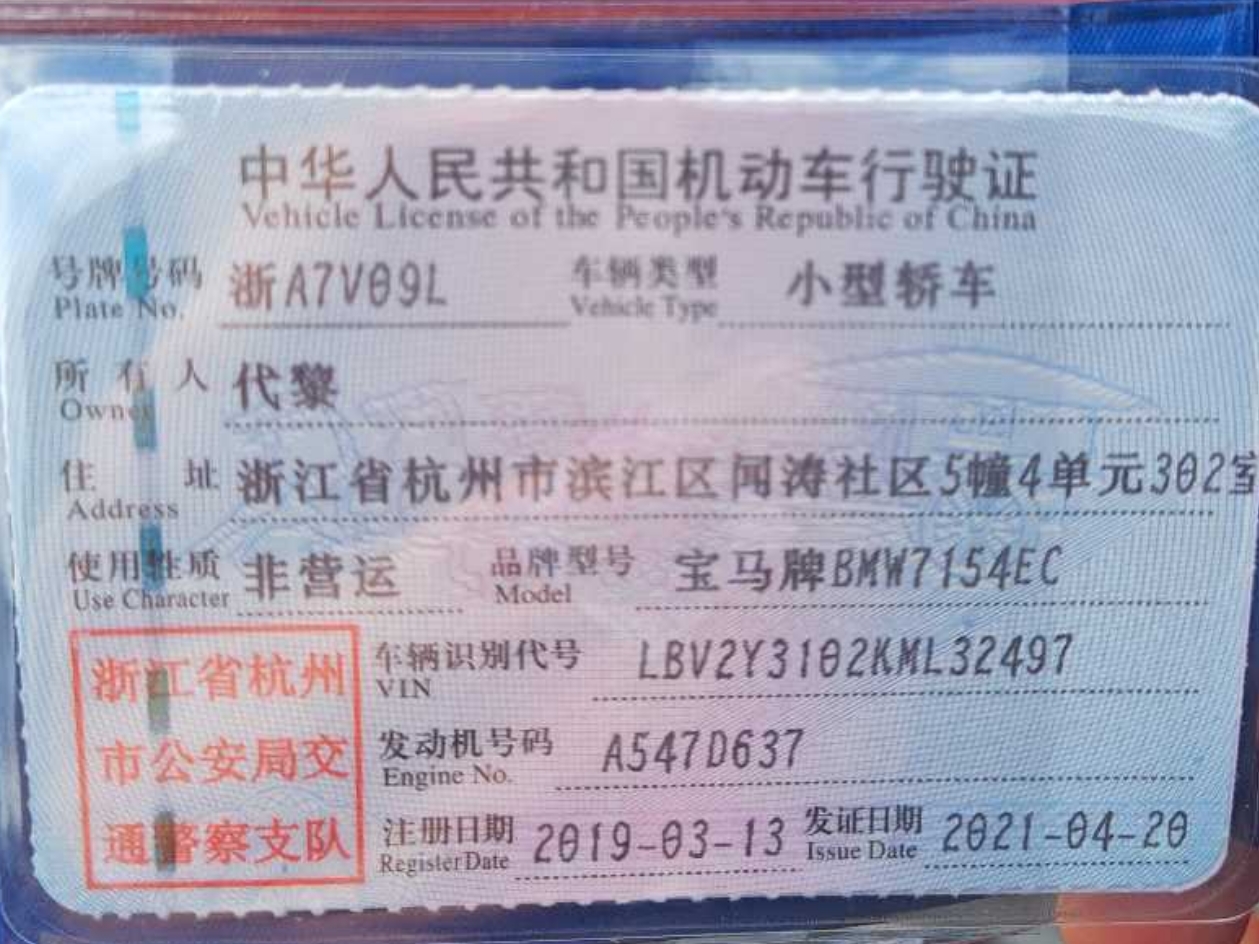 中华人民共和国机动车行驶证
Vehicle License of the People's Republic of China
号牌号码 浙A7V09L 车辆类型 小型轿车
Plate No. Vehicle Type
所有人 代黎
Owner
住址 浙江省杭州市滨江区闻涛社区5幢4单元302室
Address
使用性质 非营运 品牌型号 宝马牌BMW7154EC
Use Character Model
浙江省杭州
市公安局交
通警察支队
车辆识别代号 LBV2Y3102KML32497
VIN
发动机号码 A547D637
Engine No.
注册日期 2019-03-13 发证日期 2021-04-20
Register Date Issue Date